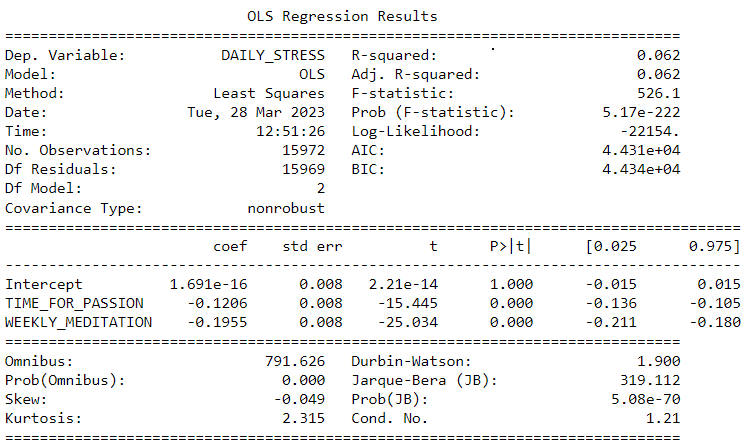 OLS Regression Results
==============================================================================
Dep. Variable:           DAILY_STRESS   R-squared:                       0.062
Model:                            OLS   Adj. R-squared:                  0.062
Method:                 Least Squares   F-statistic:                     526.1
Date:                Tue, 28 Mar 2023   Prob (F-statistic):          5.17e-222
Time:                        12:51:26   Log-Likelihood:                -22154.
No. Observations:               15972   AIC:                         4.431e+04
Df Residuals:                   15969   BIC:                         4.434e+04
Df Model:                           2
Covariance Type:            nonrobust
=====================================================================================
                        coef    std err          t      P>|t|      [0.025      0.975]
-------------------------------------------------------------------------------------
Intercept          1.691e-16      0.008   2.21e-14      1.000      -0.015       0.015
TIME_FOR_PASSION     -0.1206      0.008    -15.445      0.000      -0.136      -0.105
WEEKLY_MEDITATION    -0.1955      0.008    -25.034      0.000      -0.211      -0.180
==============================================================================
Omnibus:                      791.626   Durbin-Watson:                   1.900
Prob(Omnibus):                  0.000   Jarque-Bera (JB):              319.112
Skew:                          -0.049   Prob(JB):                     5.08e-70
Kurtosis:                       2.315   Cond. No.                         1.21
==============================================================================